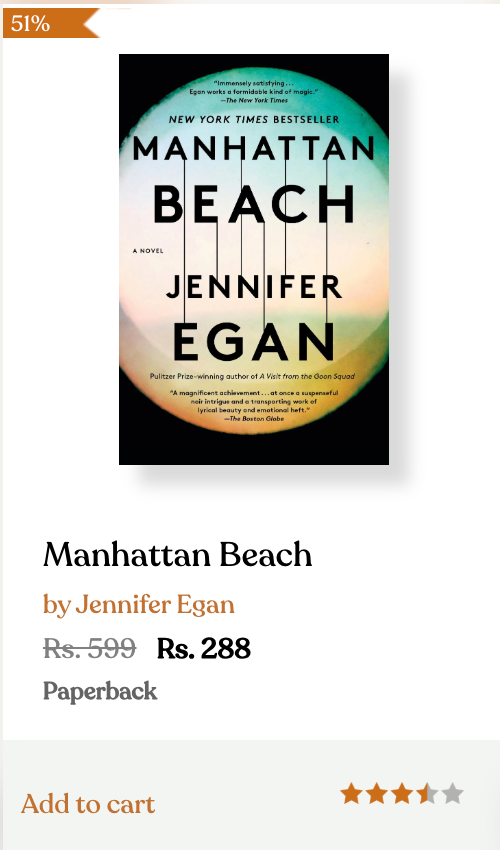 51%
“Immensely satisfying . . .
Egan works a formidable kind of magic.”
—The New York Times
NEW YORK TIMES BESTSELLER
MANHATTAN
BEACH
A NOVEL
JENNIFER
EGAN
Pulitzer Prize–winning author of A Visit from the Goon Squad
“A magnificent achievement . . . at once a suspenseful
noir intrigue and a transporting work of
lyrical beauty and emotional heft.”
—The Boston Globe
Manhattan Beach
by Jennifer Egan
Rs. 599 Rs. 288
Paperback
Add to cart